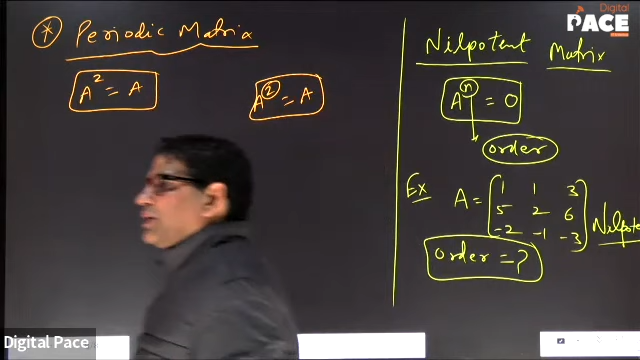 * Periodic Matrix
A² = A
A² = A
Nilpotent Matrix
Aⁿ = 0
order
Ex A = [1 1 3
5 2 6
-2 -1 -3]
Nilpote
order = ?
Digital
PACE
Digital Pace